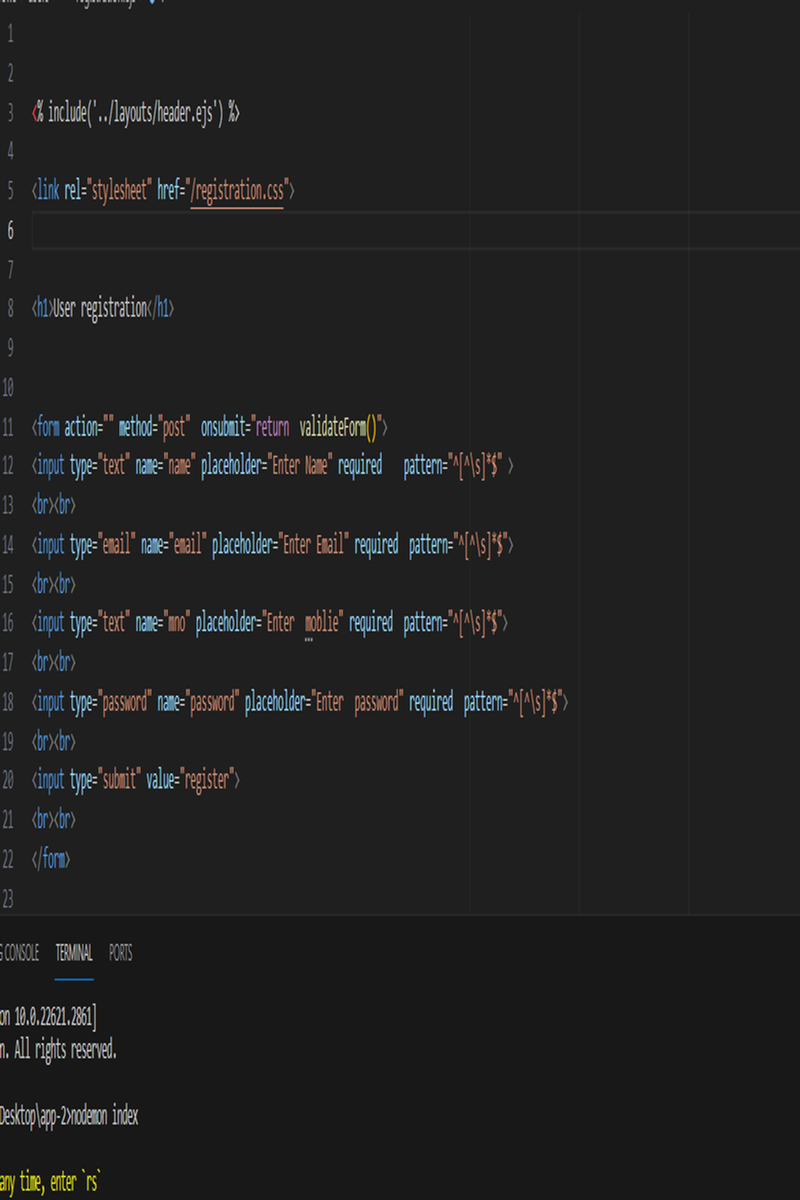 1
2
3 <% include('../layouts/header.ejs') %>
4
5 <link rel="stylesheet" href="/registration.css">
6
7
8 <h1>User registration</h1>
9
10
11 <form action="" method="post" onsubmit="return validateForm()">
12 <input type="text" name="name" placeholder="Enter Name" required pattern="^[^\s]*$" >
13 <br><br>
14 <input type="email" name="email" placeholder="Enter Email" required pattern="^[^\s]*$">
15 <br><br>
16 <input type="text" name="mno" placeholder="Enter moblie" required pattern="^[^\s]*$">
17 <br><br>
18 <input type="password" name="password" placeholder="Enter password" required pattern="^[^\s]*$">
19 <br><br>
20 <input type="submit" value="register">
21 <br><br>
22 </form>
23
G CONSOLE TERMINAL PORTS
on 10.0.22621.2861]
n. All rights reserved.
Desktop\app-2>nodemon index
any time, enter `rs`